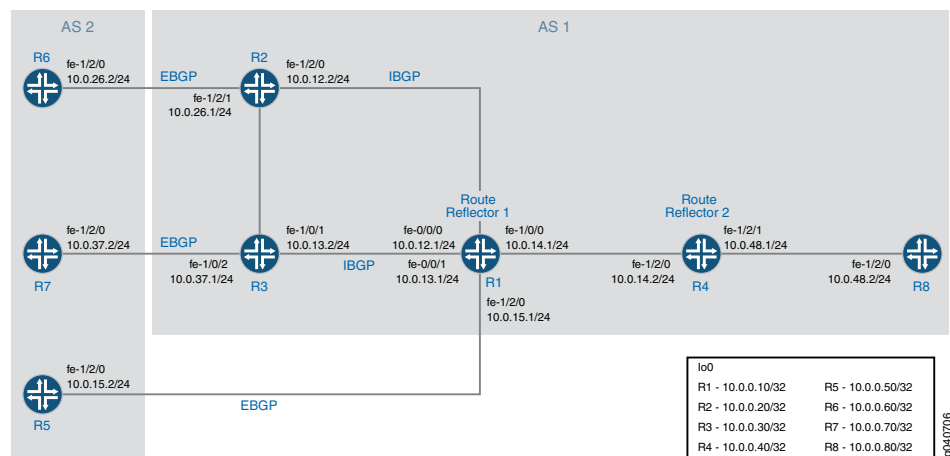 AS 2
AS 1
R6
fe-1/2/0
10.0.26.2/24
EBGP
fe-1/2/1
10.0.26.1/24
R2
fe-1/2/0
10.0.12.2/24
IBGP
R7
fe-1/2/0
10.0.37.2/24
EBGP
fe-1/0/2
10.0.37.1/24
R3
fe-1/0/1
10.0.13.2/24
IBGP
Route
Reflector 1
fe-0/0/0
10.0.12.1/24
fe-0/0/1
10.0.13.1/24
R1
fe-1/0/0
10.0.14.1/24
fe-1/2/0
10.0.15.1/24
Route
Reflector 2
fe-1/2/0
10.0.14.2/24
R4
fe-1/2/1
10.0.48.1/24
fe-1/2/0
10.0.48.2/24
R8
fe-1/2/0
10.0.15.2/24
R5
EBGP
lo0
R1 - 10.0.0.10/32 R5 - 10.0.0.50/32
R2 - 10.0.0.20/32 R6 - 10.0.0.60/32
R3 - 10.0.0.30/32 R7 - 10.0.0.70/32
R4 - 10.0.0.40/32 R8 - 10.0.0.80/32